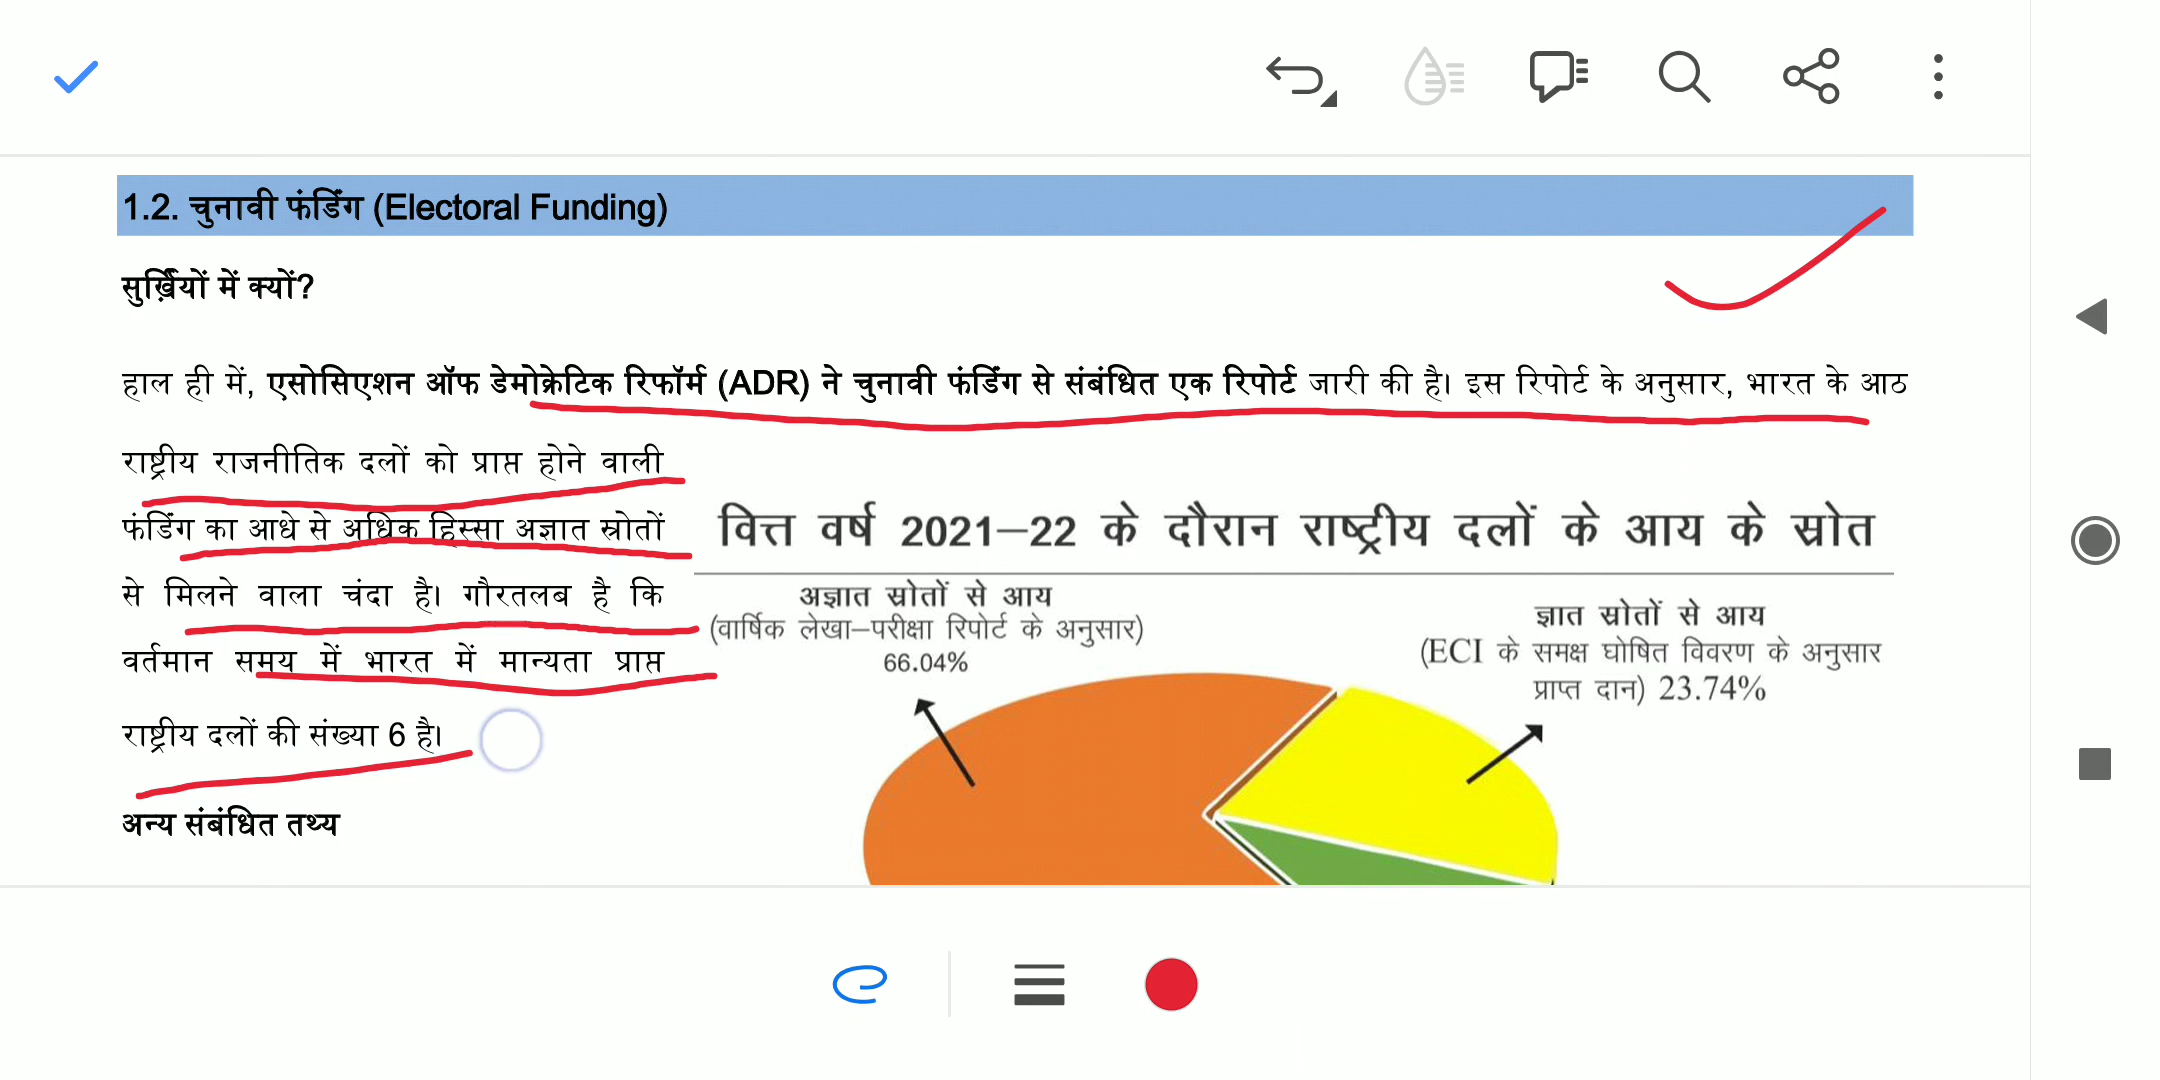 1.2. चुनावी फंडिंग (Electoral Funding)
सुर्ख़ियों में क्यों?
हाल ही में, एसोसिएशन ऑफ डेमोक्रेटिक रिफॉर्म (ADR) ने चुनावी फंडिंग से संबंधित एक रिपोर्ट जारी की है। इस रिपोर्ट के अनुसार, भारत के आठ
राष्ट्रीय राजनीतिक दलों को प्राप्त होने वाली
फंडिंग का आधे से अधिक हिस्सा अज्ञात स्रोतों
से मिलने वाला चंदा है। गौरतलब है कि
वर्तमान समय में भारत में मान्यता प्राप्त
राष्ट्रीय दलों की संख्या 6 है।
अन्य संबंधित तथ्य
वित्त वर्ष 2021–22 के दौरान राष्ट्रीय दलों के आय के स्रोत
अज्ञात स्रोतों से आय
(वार्षिक लेखा–परीक्षा रिपोर्ट के अनुसार)
66.04%
ज्ञात स्रोतों से आय
(ECI के समक्ष घोषित विवरण के अनुसार
प्राप्त दान) 23.74%